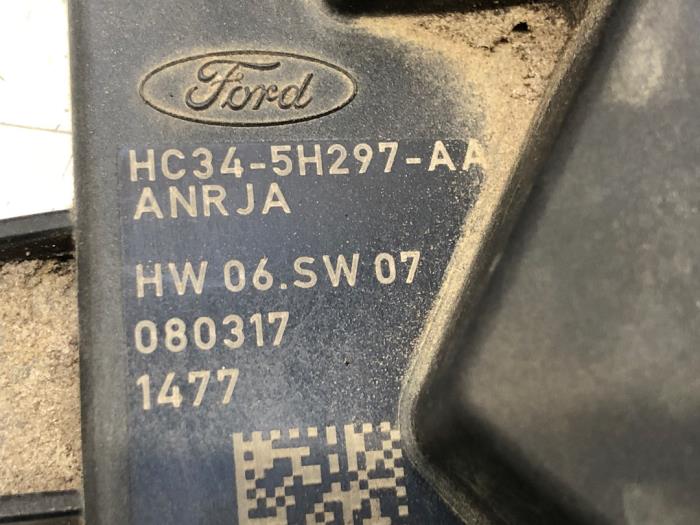 Ford
HC34-5H297-AA
ANRJA
HW 06.SW 07
080317
1477